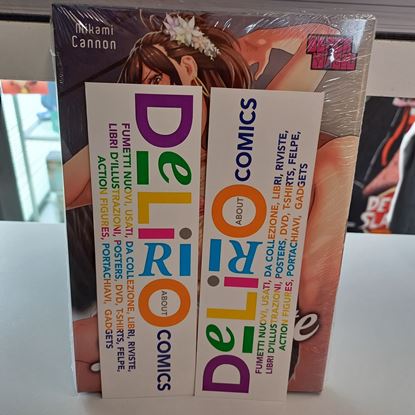 Mikami
Cannon
DeLiRiO
ABOUT
COMICS
FUMETTI NUOVI, USATI, DA COLLEZIONE, LIBRI, RIVISTE,
LIBRI D'ILLUSTRAZIONI, POSTERS, DVD, T-SHIRTS, FELPE,
ACTION FIGURES, PORTACHIAVI, GADGETS
DeLiRiO
ABOUT
COMICS
FUMETTI NUOVI, USATI, DA COLLEZIONE, LIBRI, RIVISTE,
LIBRI D'ILLUSTRAZIONI, POSTERS, DVD, T-SHIRTS, FELPE,
ACTION FIGURES, PORTACHIAVI, GADGETS